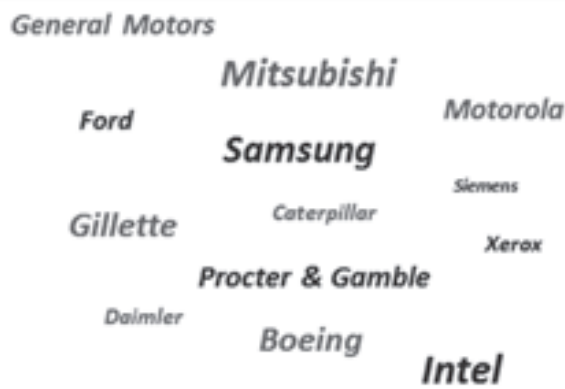 General Motors
Mitsubishi
Motorola
Ford
Samsung
Siemens
Caterpillar
Gillette
Xerox
Procter & Gamble
Daimler
Boeing
Intel